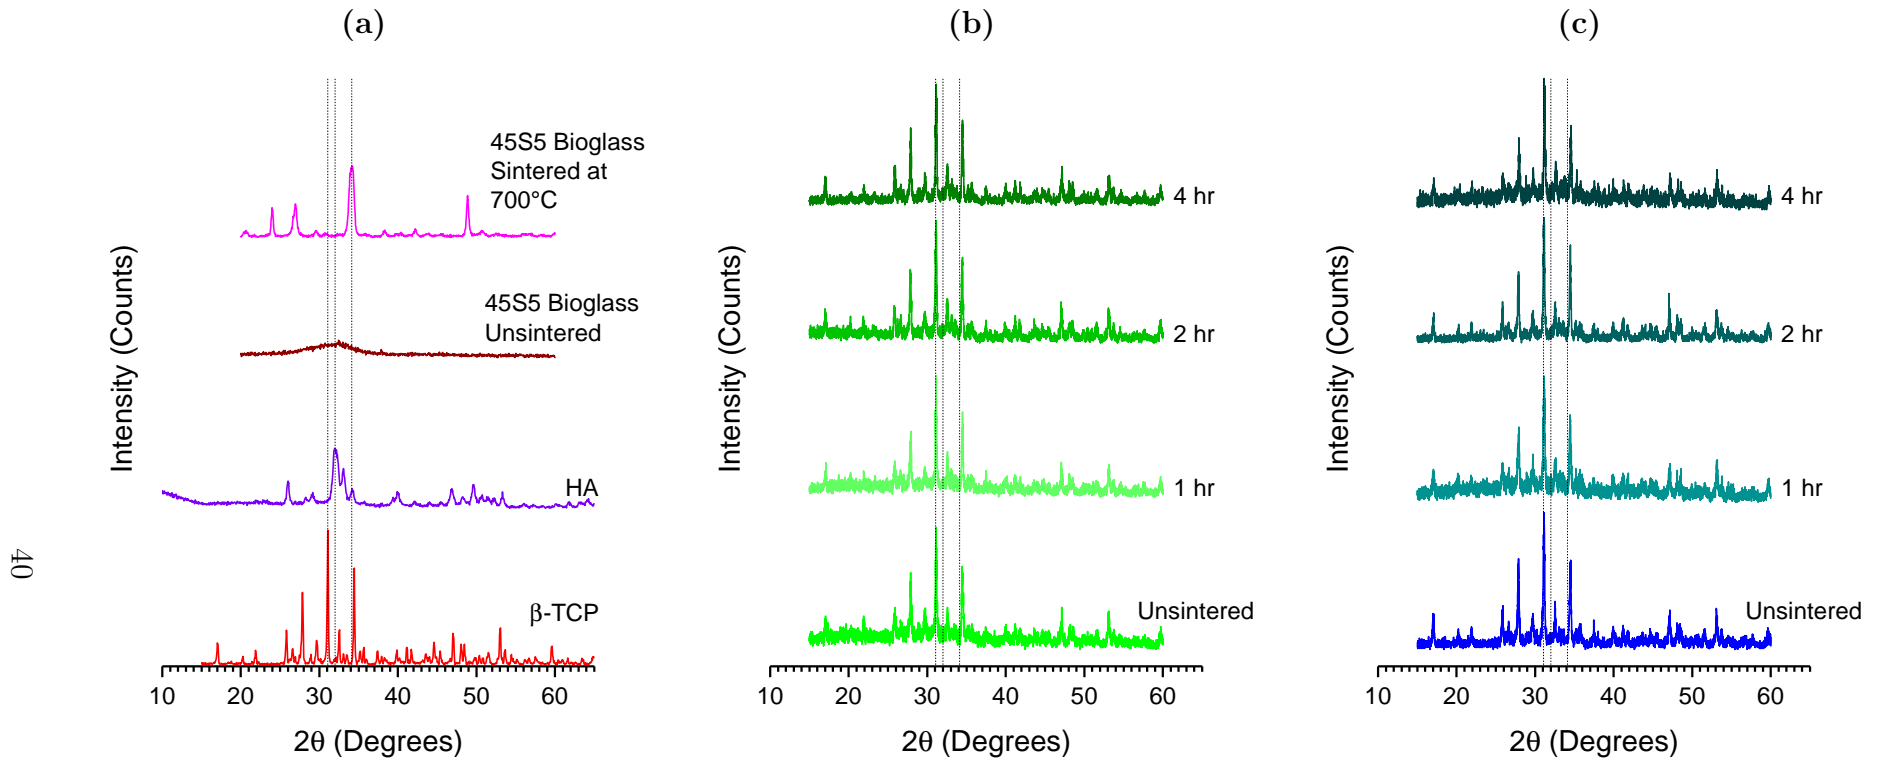 (a)
45S5 Bioglass
Sintered at
700°C
45S5 Bioglass
Unsintered
HA
β-TCP
Intensity (Counts)
10 20 30 40 50 60
2θ (Degrees)
(b)
4 hr
2 hr
1 hr
Unsintered
Intensity (Counts)
10 20 30 40 50 60
2θ (Degrees)
(c)
4 hr
2 hr
1 hr
Unsintered
Intensity (Counts)
10 20 30 40 50 60
2θ (Degrees)
40